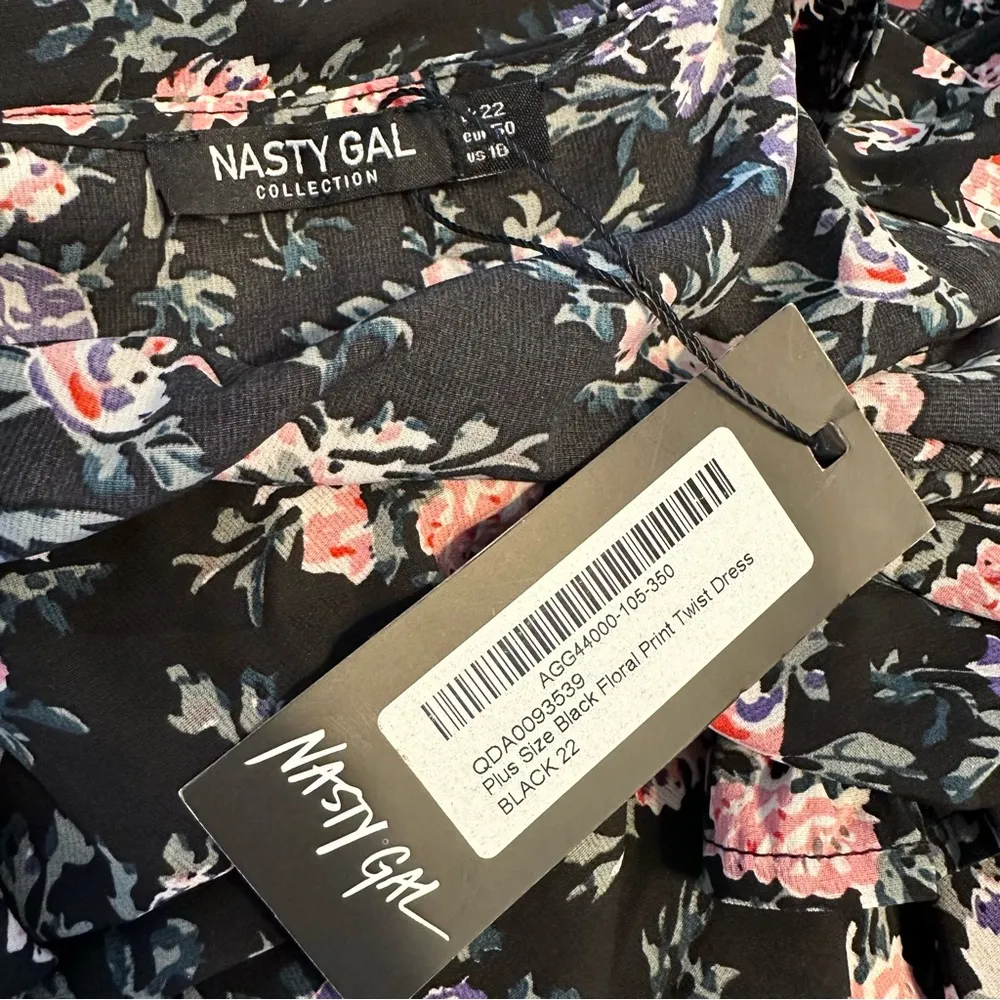 NASTY GAL
COLLECTION
22
EUR 50
US 18
AGG44000-105-350
QDA0093539
Plus Size Black Floral Print Twist Dress
BLACK 22
NASTY GAL